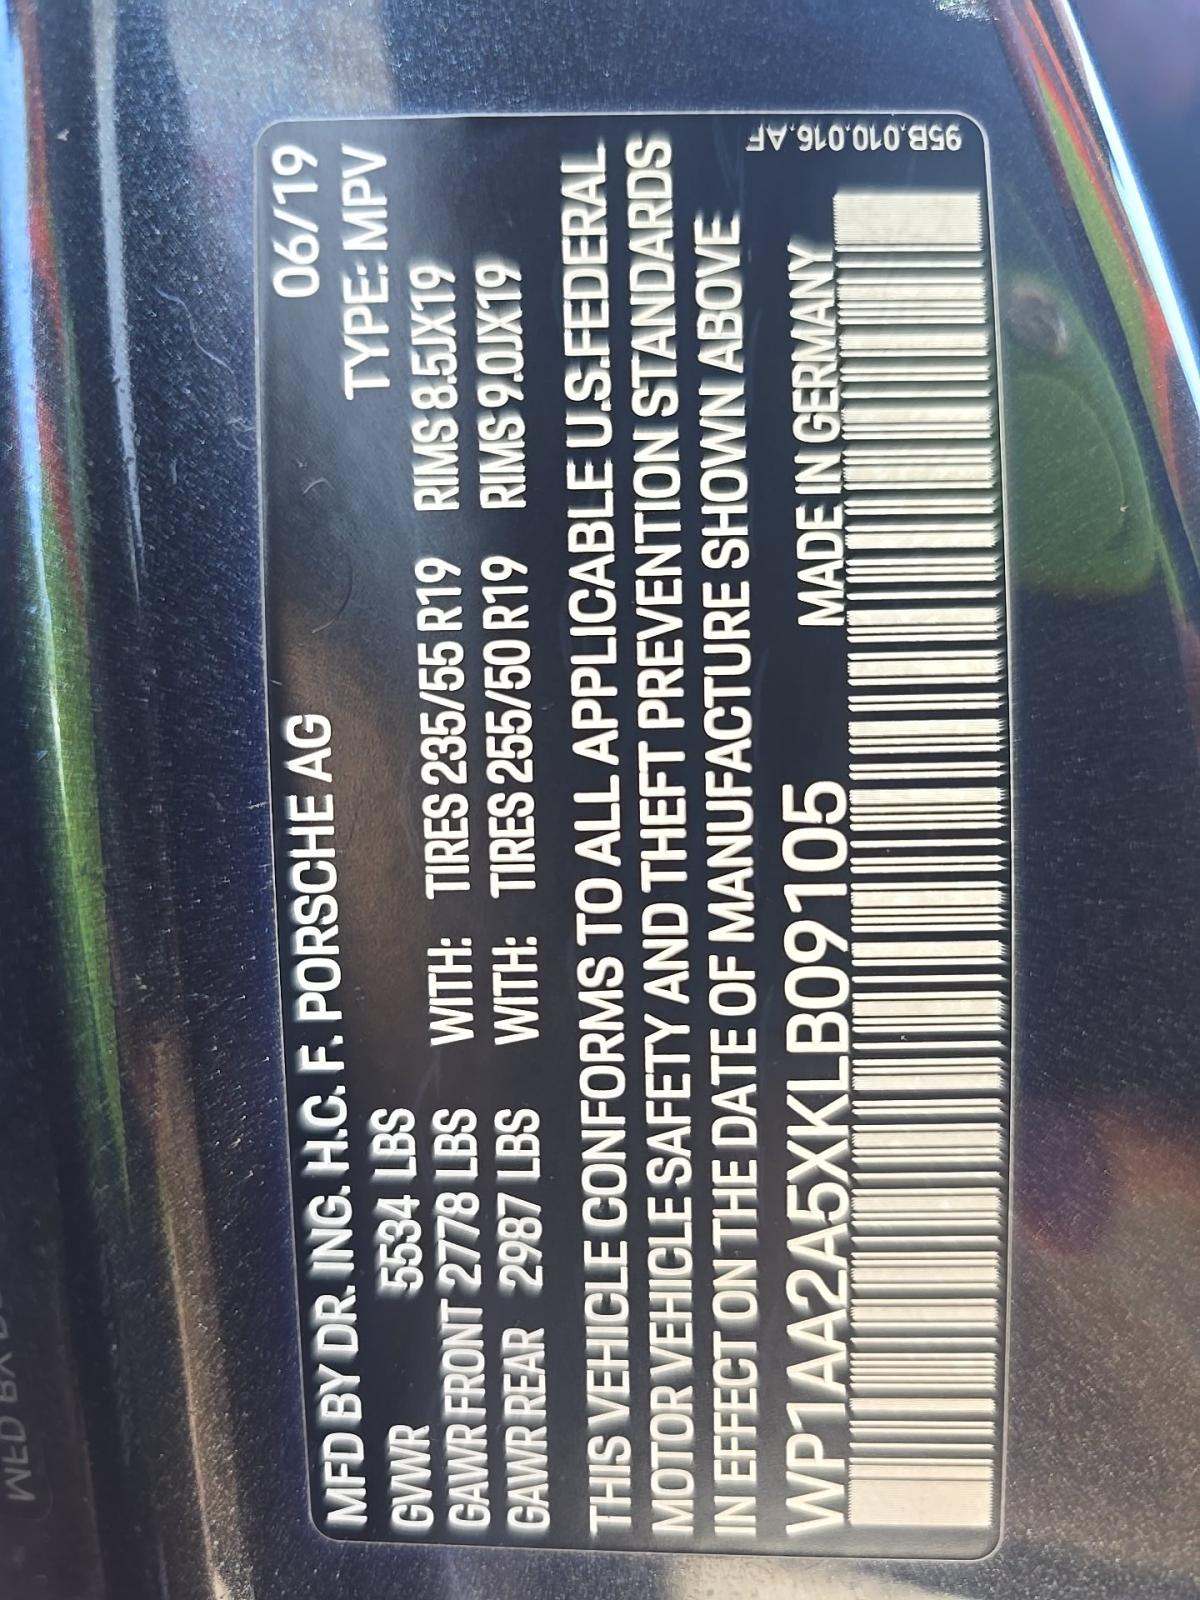 MFD BY DR. ING. H.C. F. PORSCHE AG 06/19
GVWR 5534 LBS TYPE: MPV
GAWR FRONT 2778 LBS WITH: TIRES 235/55 R19 RIMS 8.5JX19
GAWR REAR 2987 LBS WITH: TIRES 255/50 R19 RIMS 9.0JX19
THIS VEHICLE CONFORMS TO ALL APPLICABLE U.S.FEDERAL
MOTOR VEHICLE SAFETY AND THEFT PREVENTION STANDARDS
IN EFFECT ON THE DATE OF MANUFACTURE SHOWN ABOVE
WP1AA2A5XKLB09105 MADE IN GERMANY
95B.010.016.AF